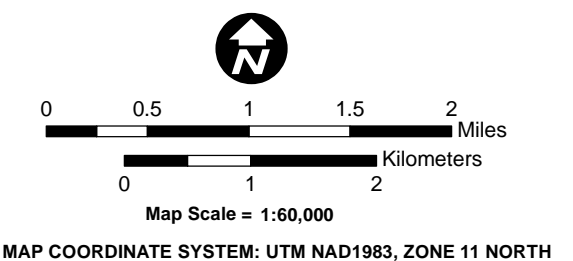 N
0 0.5 1 1.5 2
Miles
Kilometers
0 1 2
Map Scale = 1:60,000
MAP COORDINATE SYSTEM: UTM NAD1983, ZONE 11 NORTH